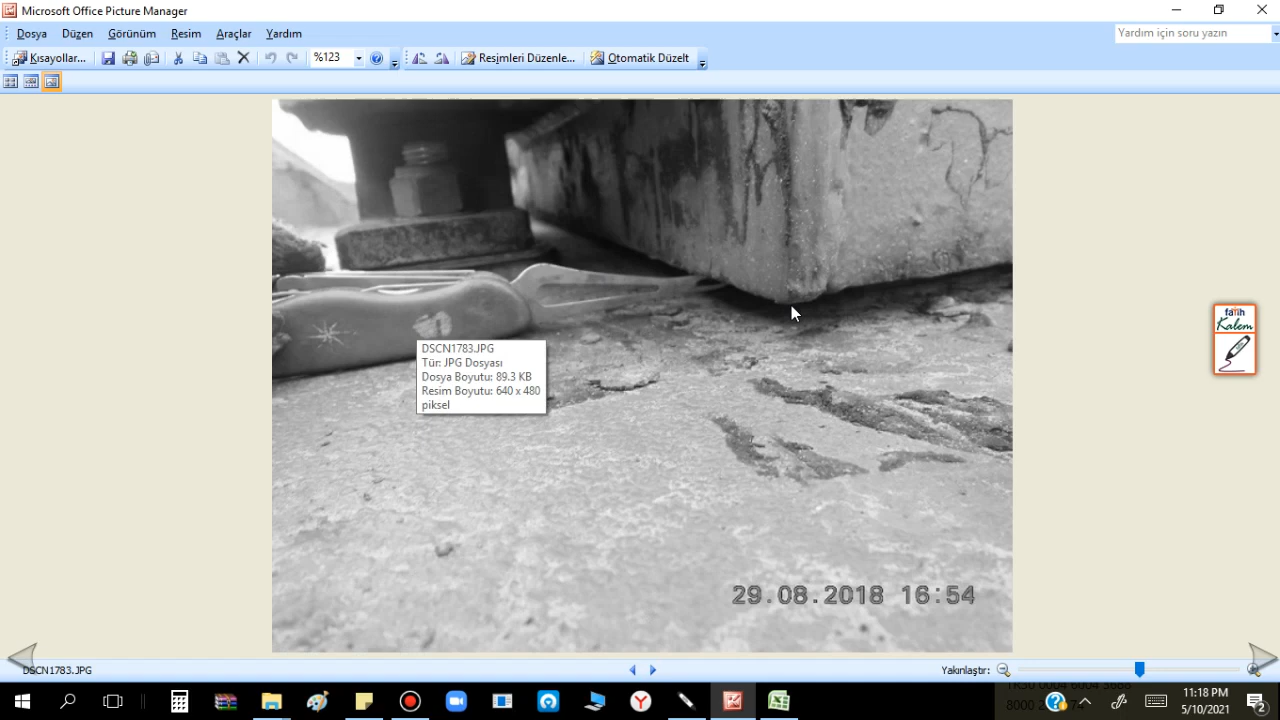 Microsoft Office Picture Manager
Dosya Düzen Görünüm Resim Araçlar Yardım
Yardım için soru yazın
Kısayollar... %123 Resimleri Düzenle... Otomatik Düzelt
fatih
Kalem
DSCN1783.JPG
Tür: JPG Dosyası
Dosya Boyutu: 89.3 KB
Resim Boyutu: 640 x 480
piksel
29.08.2018 16:54
DSCN1783.JPG
Yakınlaştır:
11:18 PM
5/10/2021
2